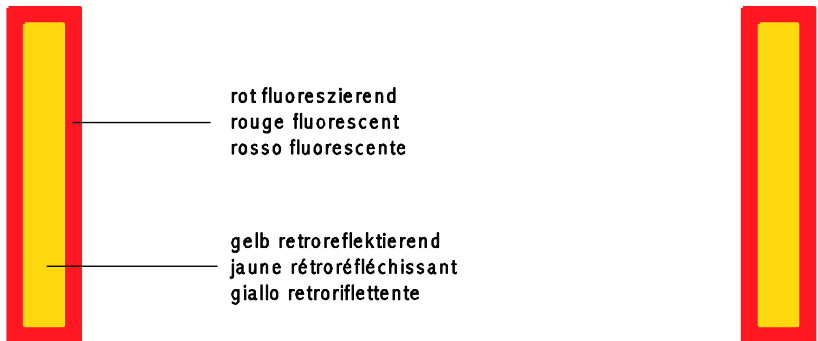 rot fluoreszierend
rouge fluorescent
rosso fluorescente
gelb retroreflektierend
jaune rétroréfléchissant
giallo retroriflettente